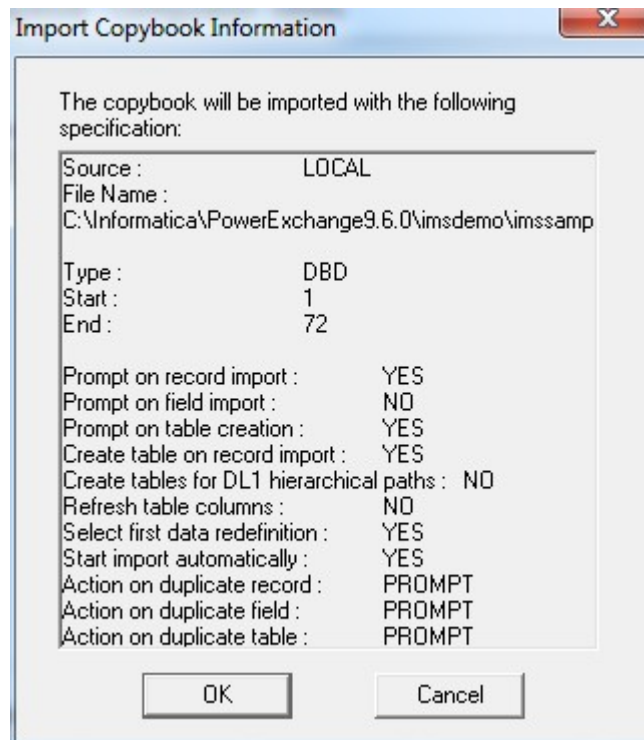 Import Copybook Information
The copybook will be imported with the following
specification:
Source : LOCAL
File Name :
C:\Informatica\PowerExchange9.6.0\imsdemo\imssamp
Type : DBD
Start : 1
End : 72
Prompt on record import : YES
Prompt on field import : NO
Prompt on table creation : YES
Create table on record import : YES
Create tables for DL1 hierarchical paths : NO
Refresh table columns : NO
Select first data redefinition : YES
Start import automatically : YES
Action on duplicate record : PROMPT
Action on duplicate field : PROMPT
Action on duplicate table : PROMPT
OK Cancel